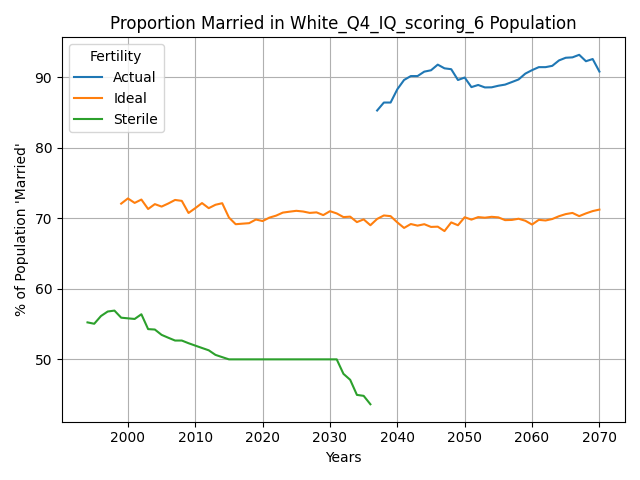 Proportion Married in White_Q4_IQ_scoring_6 Population
Fertility
Actual
Ideal
Sterile
% of Population 'Married'
90
80
70
60
50
2000 2010 2020 2030 2040 2050 2060 2070
Years